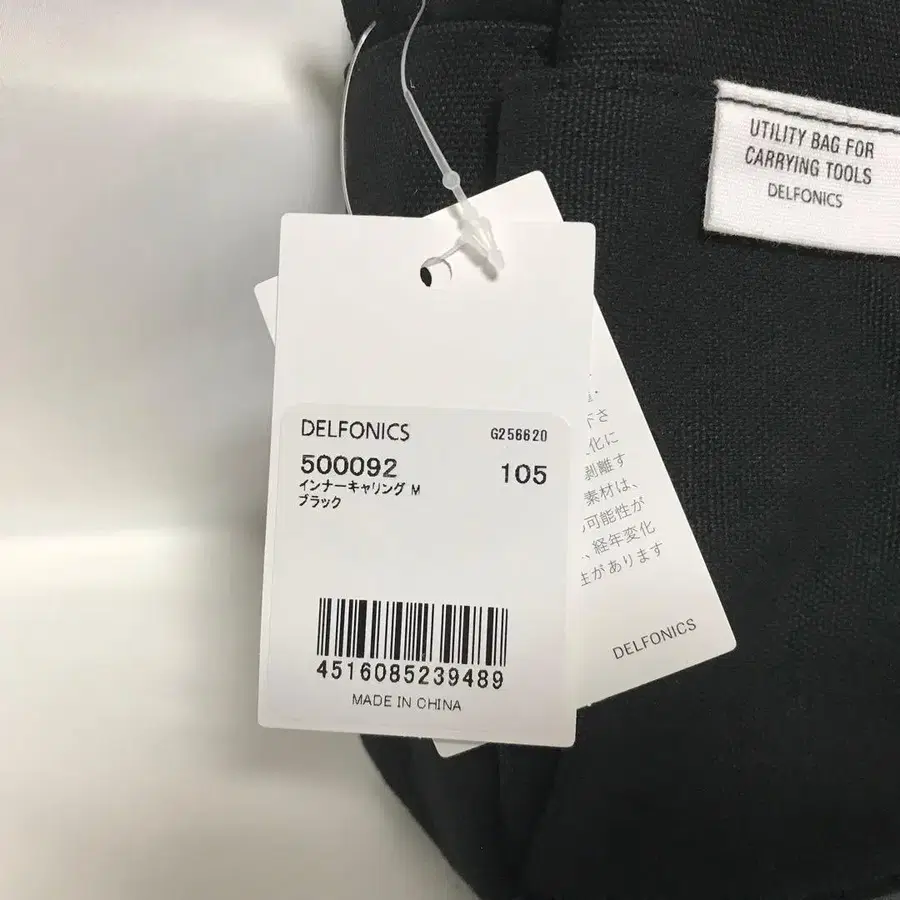 UTILITY BAG FOR
CARRYING TOOLS
DELFONICS
DELFONICS G256620
500092 105
インナーキャリング M
ブラック
4516085239489
MADE IN CHINA
下さ
化に
剥離す
素材は、
可能性が
、経年変化
性があります
DELFONICS